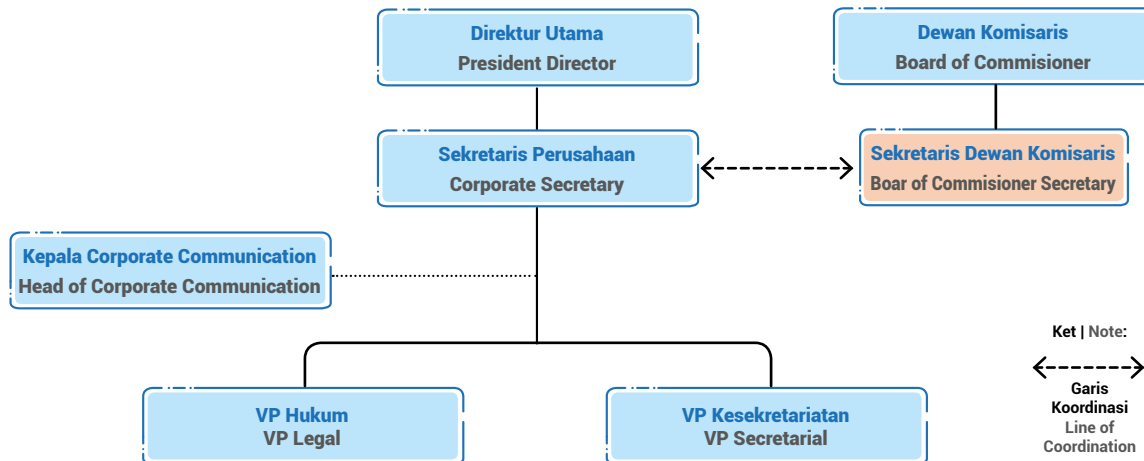 Direktur Utama
President Director
Dewan Komisaris
Board of Commisioner
Sekretaris Perusahaan
Corporate Secretary
Sekretaris Dewan Komisaris
Boar of Commisioner Secretary
Kepala Corporate Communication
Head of Corporate Communication
VP Hukum
VP Legal
VP Kesekretariatan
VP Secretarial
Ket | Note:
Garis
Koordinasi
Line of
Coordination